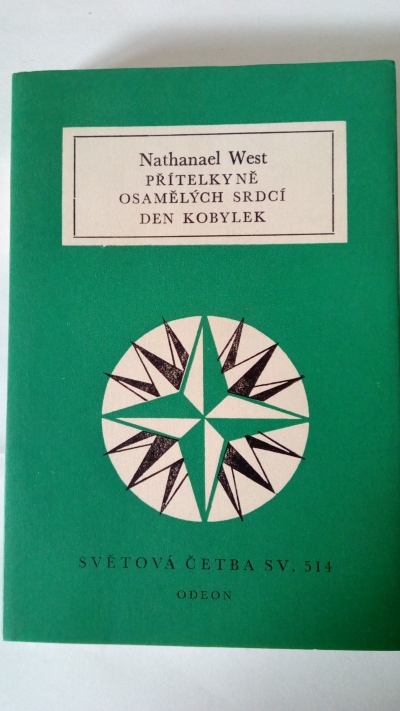 Nathanael West
PŘÍTELKYNĚ
OSAMĚLÝCH SRDCÍ
DEN KOBYLEK
SVĚTOVÁ ČETBA SV. 514
ODEON